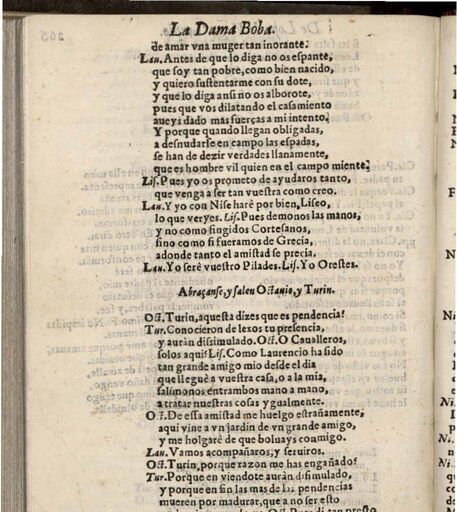 La Dama Boba.
de amar vna muger tan inorante.
Lau. Antes de que lo diga no os espante,
que soy tan pobre, como bien nacido,
y quiero sustentarme con su dote,
y que lo diga ansi no os alborote,
pues que vos dilatando el casamiento
aueys dado mas fuerças a mi intento.
Y porque quando llegan obligadas,
a desnudarse en campo las espadas,
se han de dezir verdades llanamente,
que es hombre vil quien en el campo miente.
Lis. Pues yo os prometo de ayudaros tanto,
que venga a ser tan vuestra como creo.
Lau. Y yo con Nise harè por bien, Liseo,
lo que veryes. Lis. Pues demonos las manos,
y no como fingidos Cortesanos,
sino como si fueramos de Grecia,
adonde tanto el amistad se precia.
Lau. Yo serè vuestro Pilades. Lis. Yo Orestes.
Abraçanse, y salen Octauio, y Turin.
Oct. Turin, aquesta dizes que es pendencia?
Tur. Conocieron de lexos tu presencia,
y auràn dissimulado. Oct. O Caualleros,
solos aqui? Lis. Como Laurencio ha sido
tan grande amigo mio desde el dia
que lleguè a vuestra casa, o a la mia,
salimonos entrambos mano a mano,
a tratar nuestras cosas ygualmente.
Oct. De essa amistad me huelgo estrañamente,
aqui vine a vn jardin de vn grande amigo,
y me holgarè de que boluays conmigo.
Lau. Vamos acompañaros, y seruiros.
Oct. Turin, porque razon me has engañado?
Tur. Porque en viendote auràn disimulado,
y porque en fin las mas de las pendencias
mueren por madurar, que a no ser esto